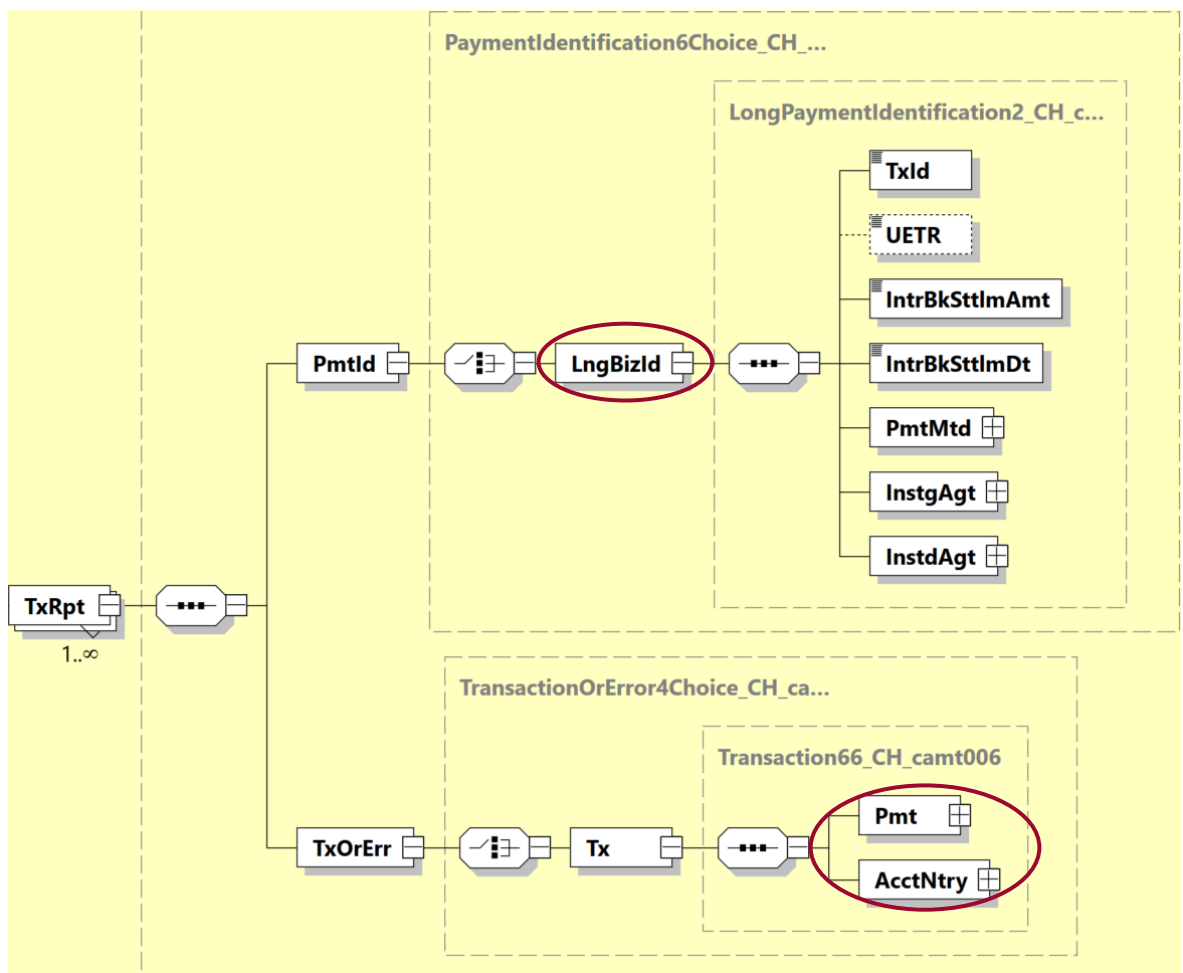 PaymentIdentification6Choice_CH_...
LongPaymentIdentification2_CH_c...
TxId
UETR
IntrBkSttlmAmt
PmtId
LngBizId
IntrBkSttlmDt
PmtMtd
InstgAgt
InstdAgt
TxRpt
1..∞
TransactionOrError4Choice_CH_ca...
Transaction66_CH_camt006
Pmt
TxOrErr
Tx
AcctNtry